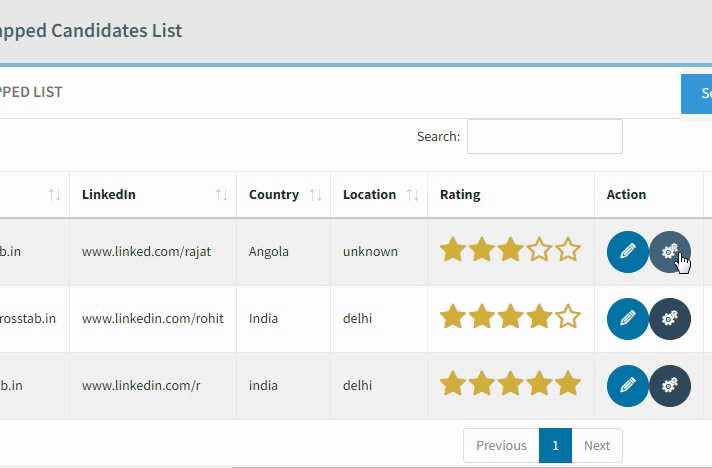 apped Candidates List
PPED LIST
Se
Search:
LinkedIn Country Location Rating Action
b.in www.linked.com/rajat Angola unknown
rosstab.in www.linkedin.com/rohit India delhi
b.in www.linkedin.com/r india delhi
Previous 1 Next